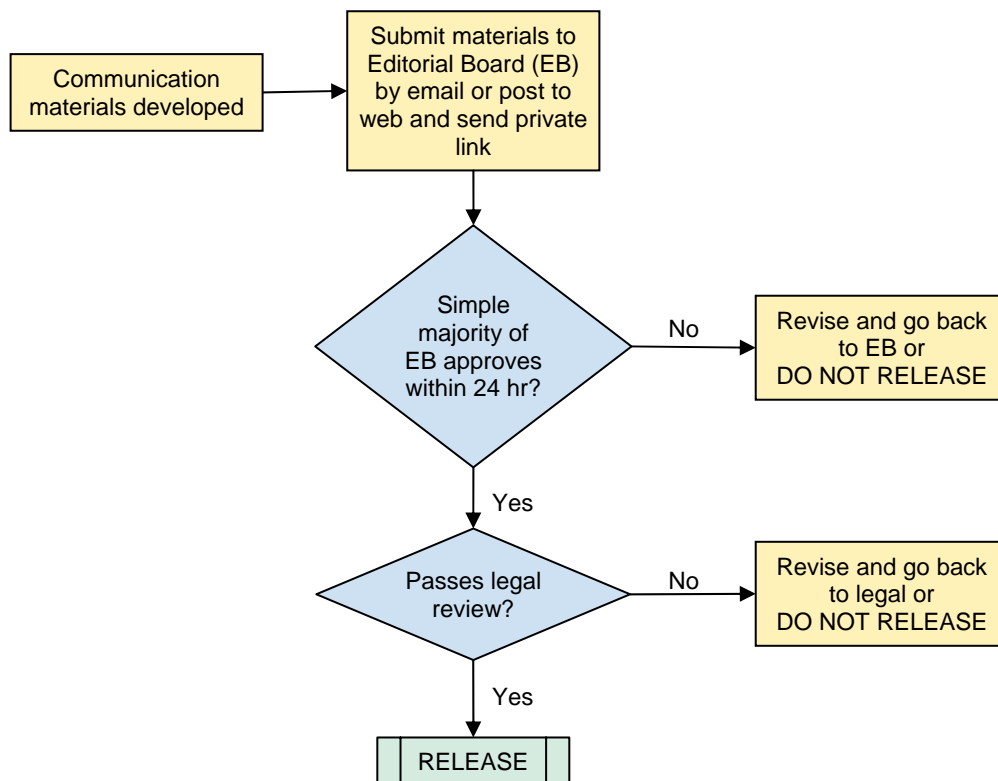 Communication
materials developed
Submit materials to
Editorial Board (EB)
by email or post to
web and send private
link
Simple
majority of
EB approves
within 24 hr?
No
Revise and go back
to EB or
DO NOT RELEASE
Yes
Passes legal
review?
No
Revise and go back
to legal or
DO NOT RELEASE
Yes
RELEASE